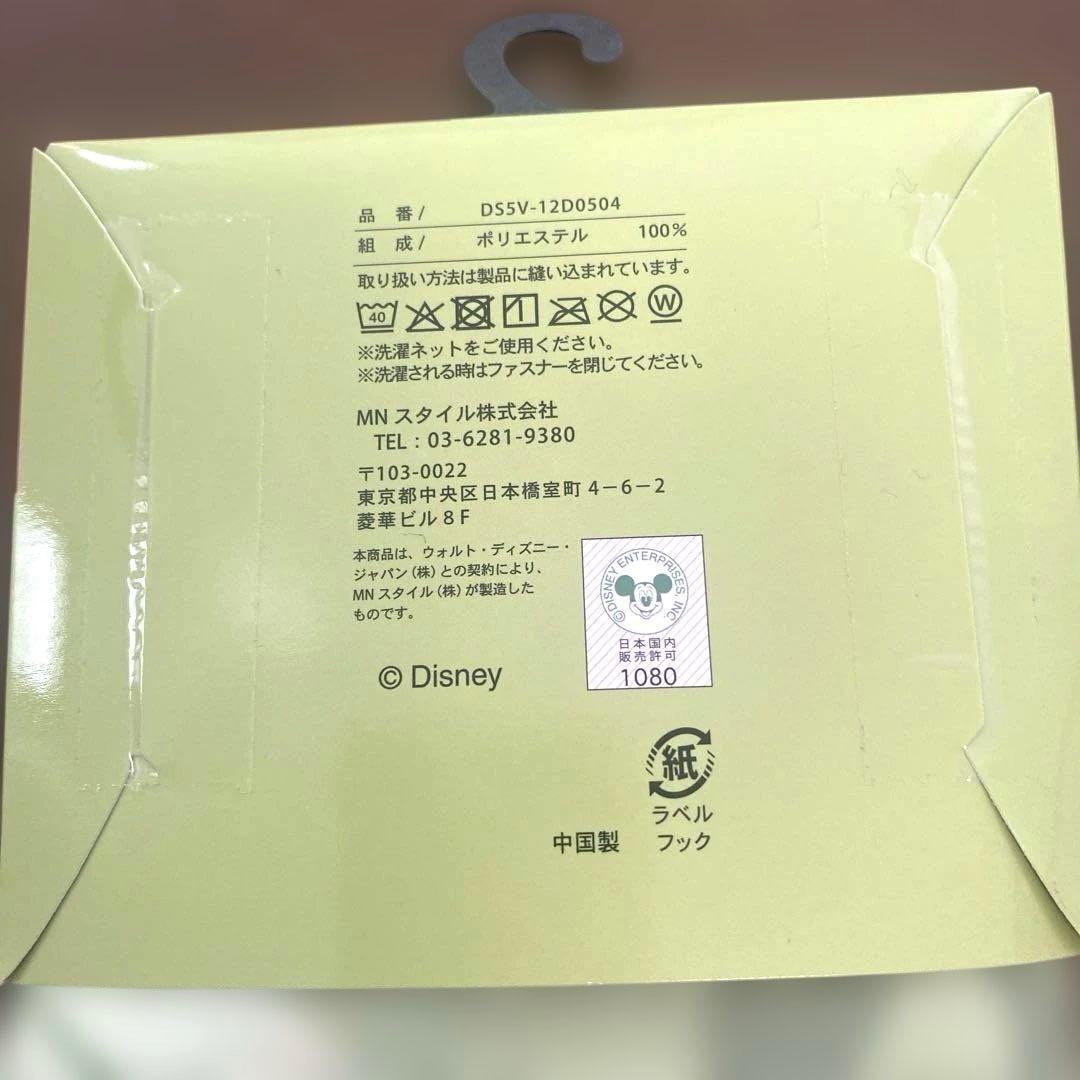 品 番/ DS5V-12D0504
組 成/ ポリエステル 100%
取り扱い方法は製品に縫い込まれています。
40 W
※洗濯ネットをご使用ください。
※洗濯される時はファスナーを閉じてください。
MN スタイル株式会社
TEL : 03-6281-9380
〒103-0022
東京都中央区日本橋室町 4－6－2
菱華ビル 8 F
本商品は、ウォルト・ディズニー・
ジャパン (株) との契約により、
MN スタイル (株) が製造した
ものです。
©DISNEY ENTERPRISES, INC.
日本国内
販売許可
1080
© Disney
紙
ラベル
中国製 フック